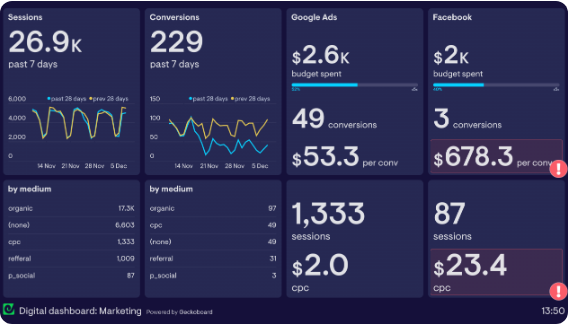 Sessions
26.9K
past 7 days
past 28 days prev 28 days
6,000
4,000
2,000
0
14 Nov 21 Nov 28 Nov 5 Dec
Conversions
229
past 7 days
past 28 days prev 28 days
150
100
50
0
14 Nov 21 Nov 28 Nov 5 Dec
Google Ads
$2.6K
budget spent
49 conversions
$53.3 per conv
Facebook
$2K
budget spent
40%
3 conversions
$678.3 per conv
!
by medium
organic 17.3K
(none) 6,603
cpc 1,333
refferal 1,009
p_social 87
by medium
organic 97
cpc 49
(none) 49
referral 31
p_social 3
1,333
sessions
$2.0
cpc
87
sessions
$23.4
cpc
!
Digital dashboard: Marketing Powered by Geckoboard
13:50